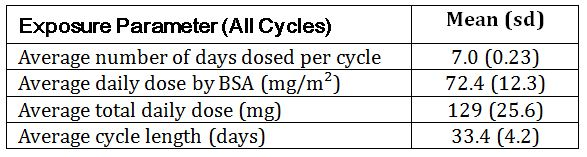 Exposure Parameter (All Cycles) Mean (sd)
Average number of days dosed per cycle 7.0 (0.23)
Average daily dose by BSA (mg/m²) 72.4 (12.3)
Average total daily dose (mg) 129 (25.6)
Average cycle length (days) 33.4 (4.2)